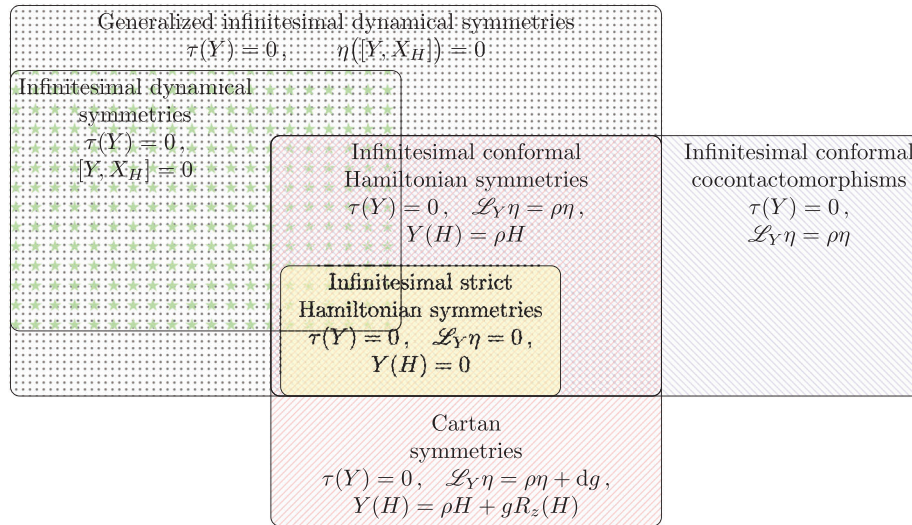 Generalized infinitesimal dynamical symmetries
τ(Y) = 0 ,   η([Y, X_H]) = 0
Infinitesimal dynamical
symmetries
τ(Y) = 0 ,
[Y, X_H] = 0
Infinitesimal conformal
Hamiltonian symmetries
τ(Y) = 0 ,   ℒ_Y η = ρη ,
Y(H) = ρH
Infinitesimal conformal
cocontactomorphisms
τ(Y) = 0 ,
ℒ_Y η = ρη
Infinitesimal strict
Hamiltonian symmetries
τ(Y) = 0 ,   ℒ_Y η = 0 ,
Y(H) = 0
Cartan
symmetries
τ(Y) = 0 ,   ℒ_Y η = ρη + dg ,
Y(H) = ρH + gR_z(H)